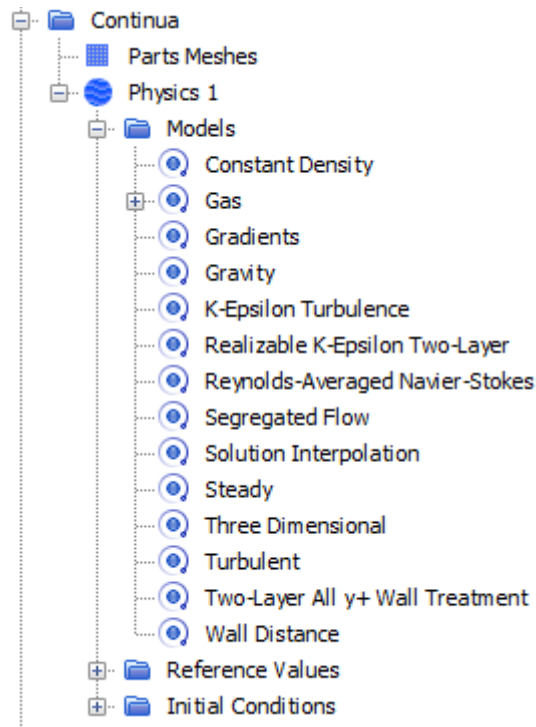 Continua
Parts Meshes
Physics 1
Models
Constant Density
Gas
Gradients
Gravity
K-Epsilon Turbulence
Realizable K-Epsilon Two-Layer
Reynolds-Averaged Navier-Stokes
Segregated Flow
Solution Interpolation
Steady
Three Dimensional
Turbulent
Two-Layer All y+ Wall Treatment
Wall Distance
Reference Values
Initial Conditions